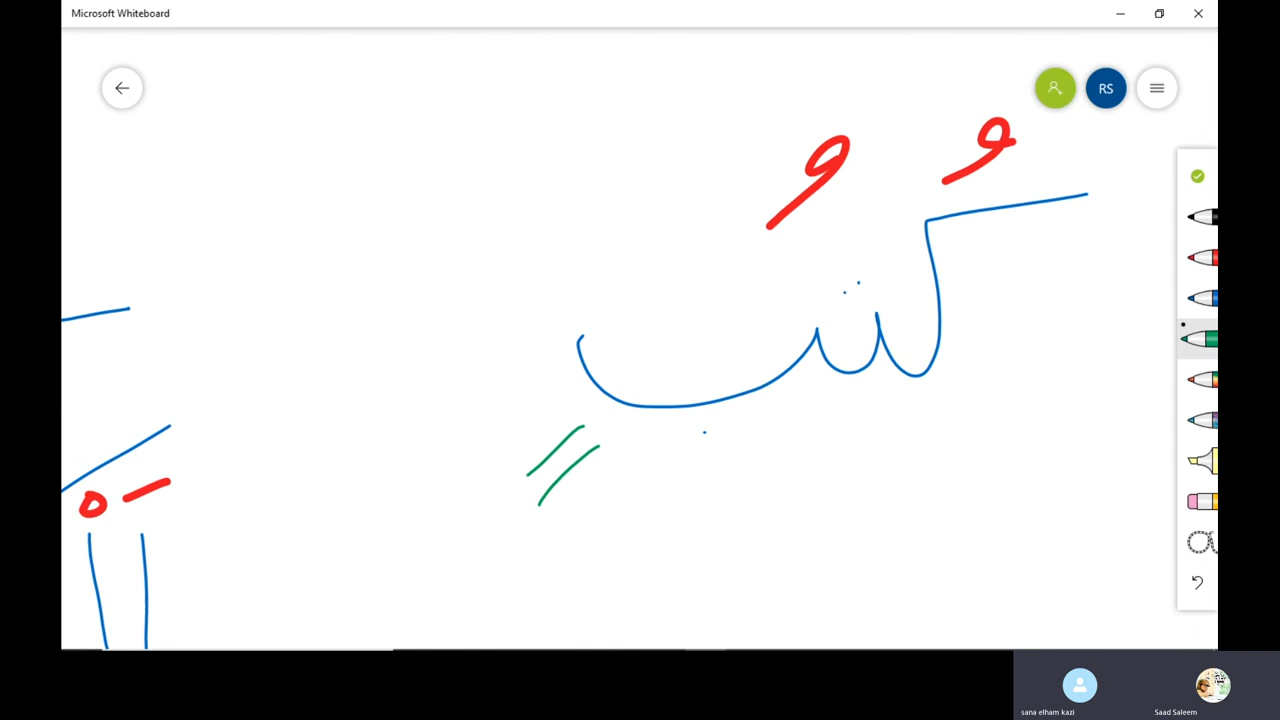 Microsoft Whiteboard
RS
كُتُبٍ
sana elham kazi
Saad Saleem